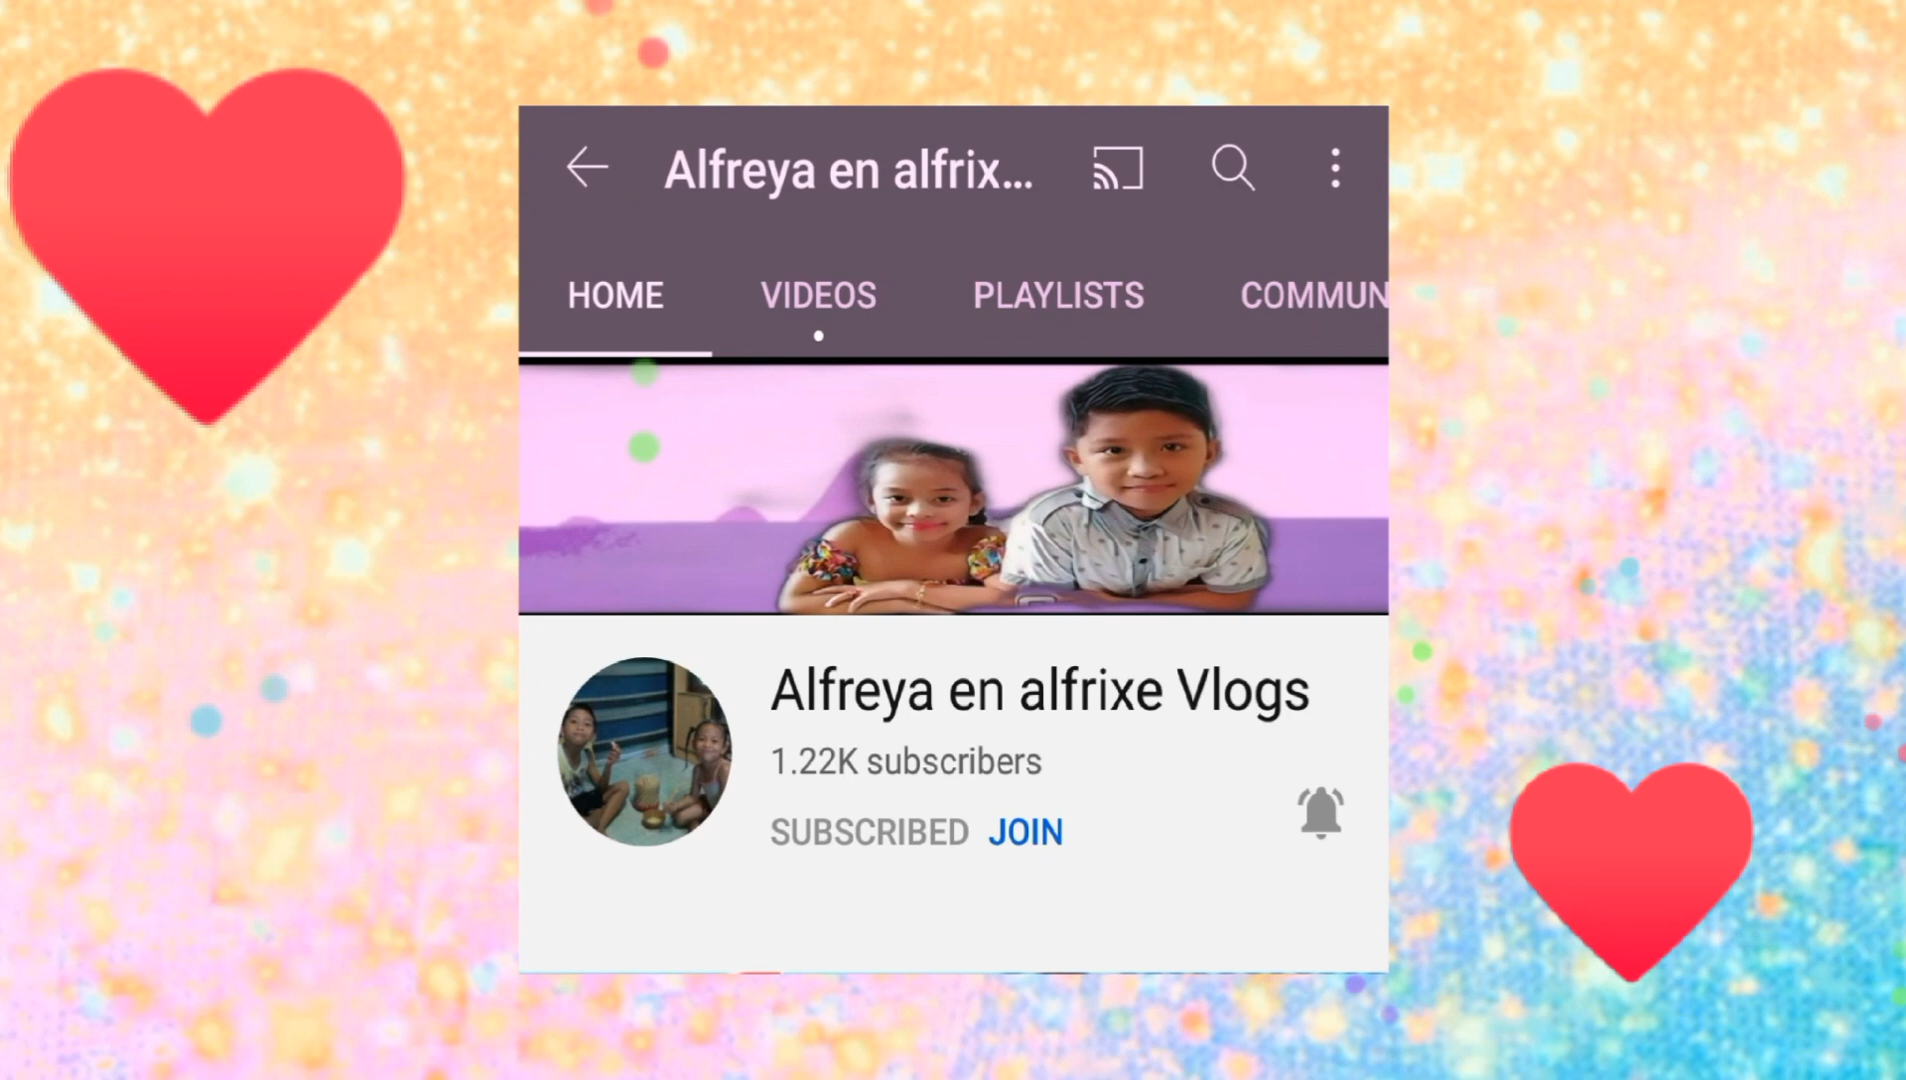 Alfreya en alfrix...
HOME VIDEOS PLAYLISTS COMMUN
Alfreya en alfrixe Vlogs
1.22K subscribers
SUBSCRIBED JOIN